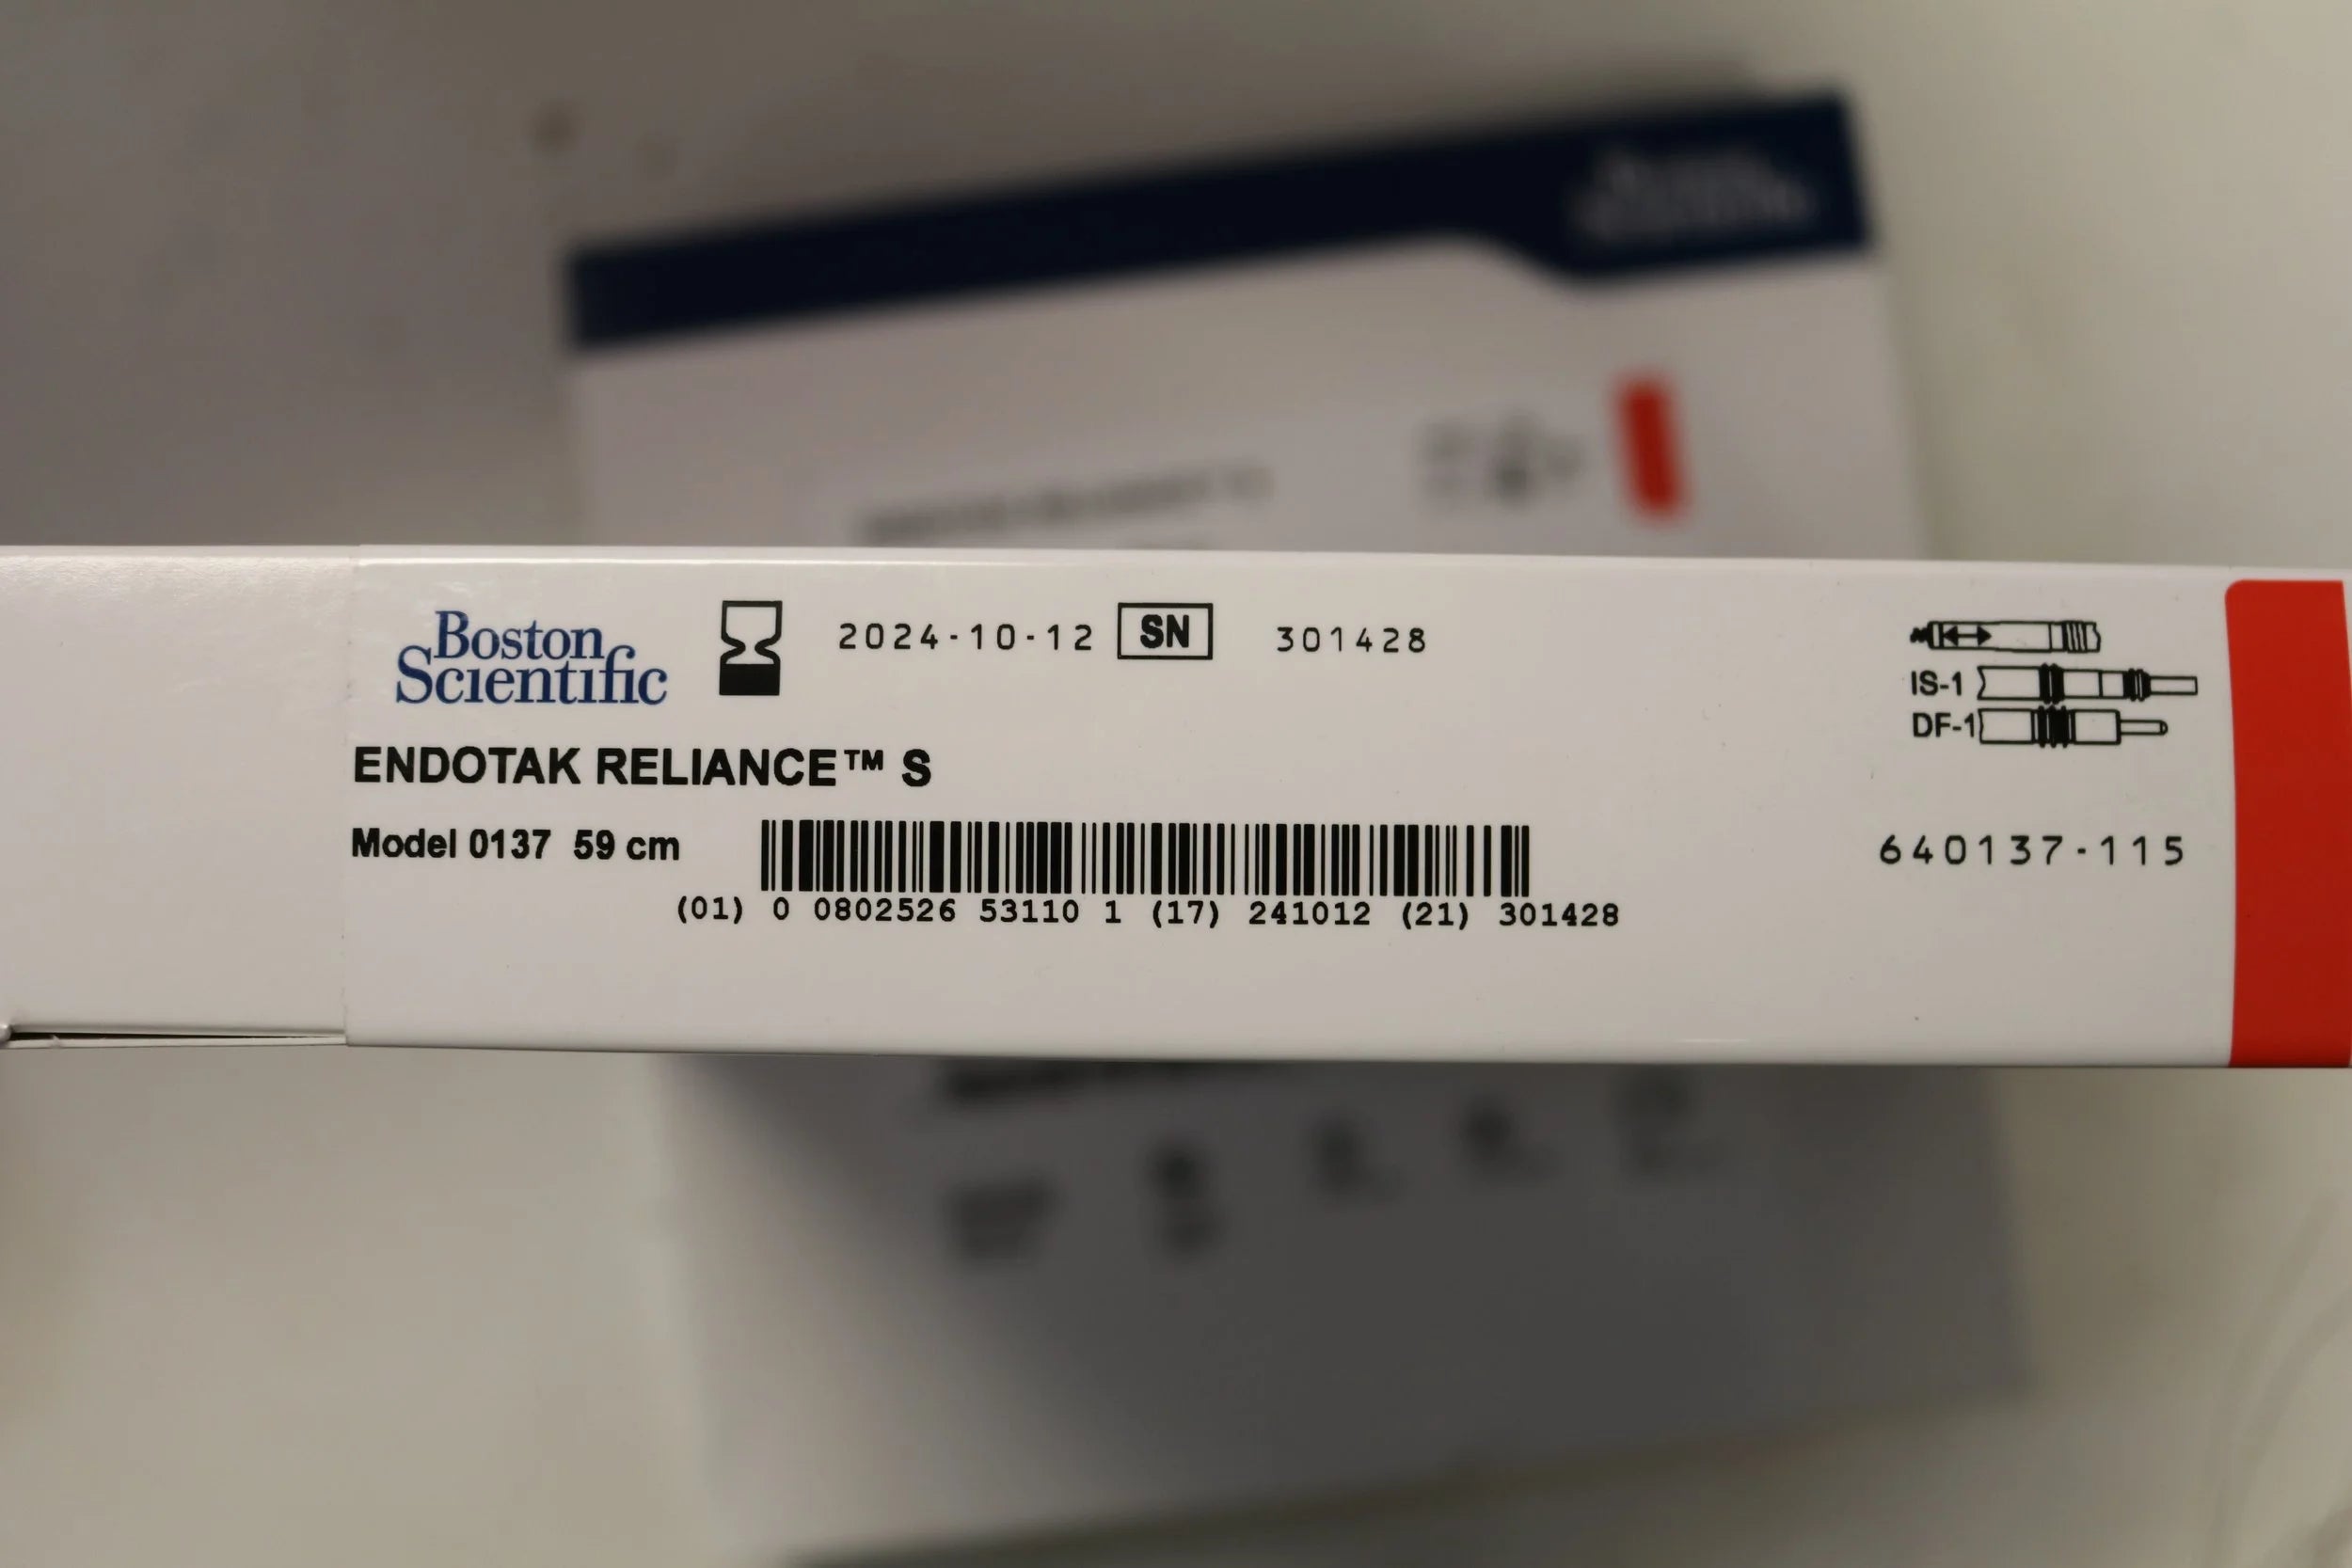 Boston
Scientific
2024-10-12 SN 301428
IS-1
DF-1
ENDOTAK RELIANCE™ S
Model 0137 59 cm
640137-115
(01) 0 0802526 53110 1 (17) 241012 (21) 301428